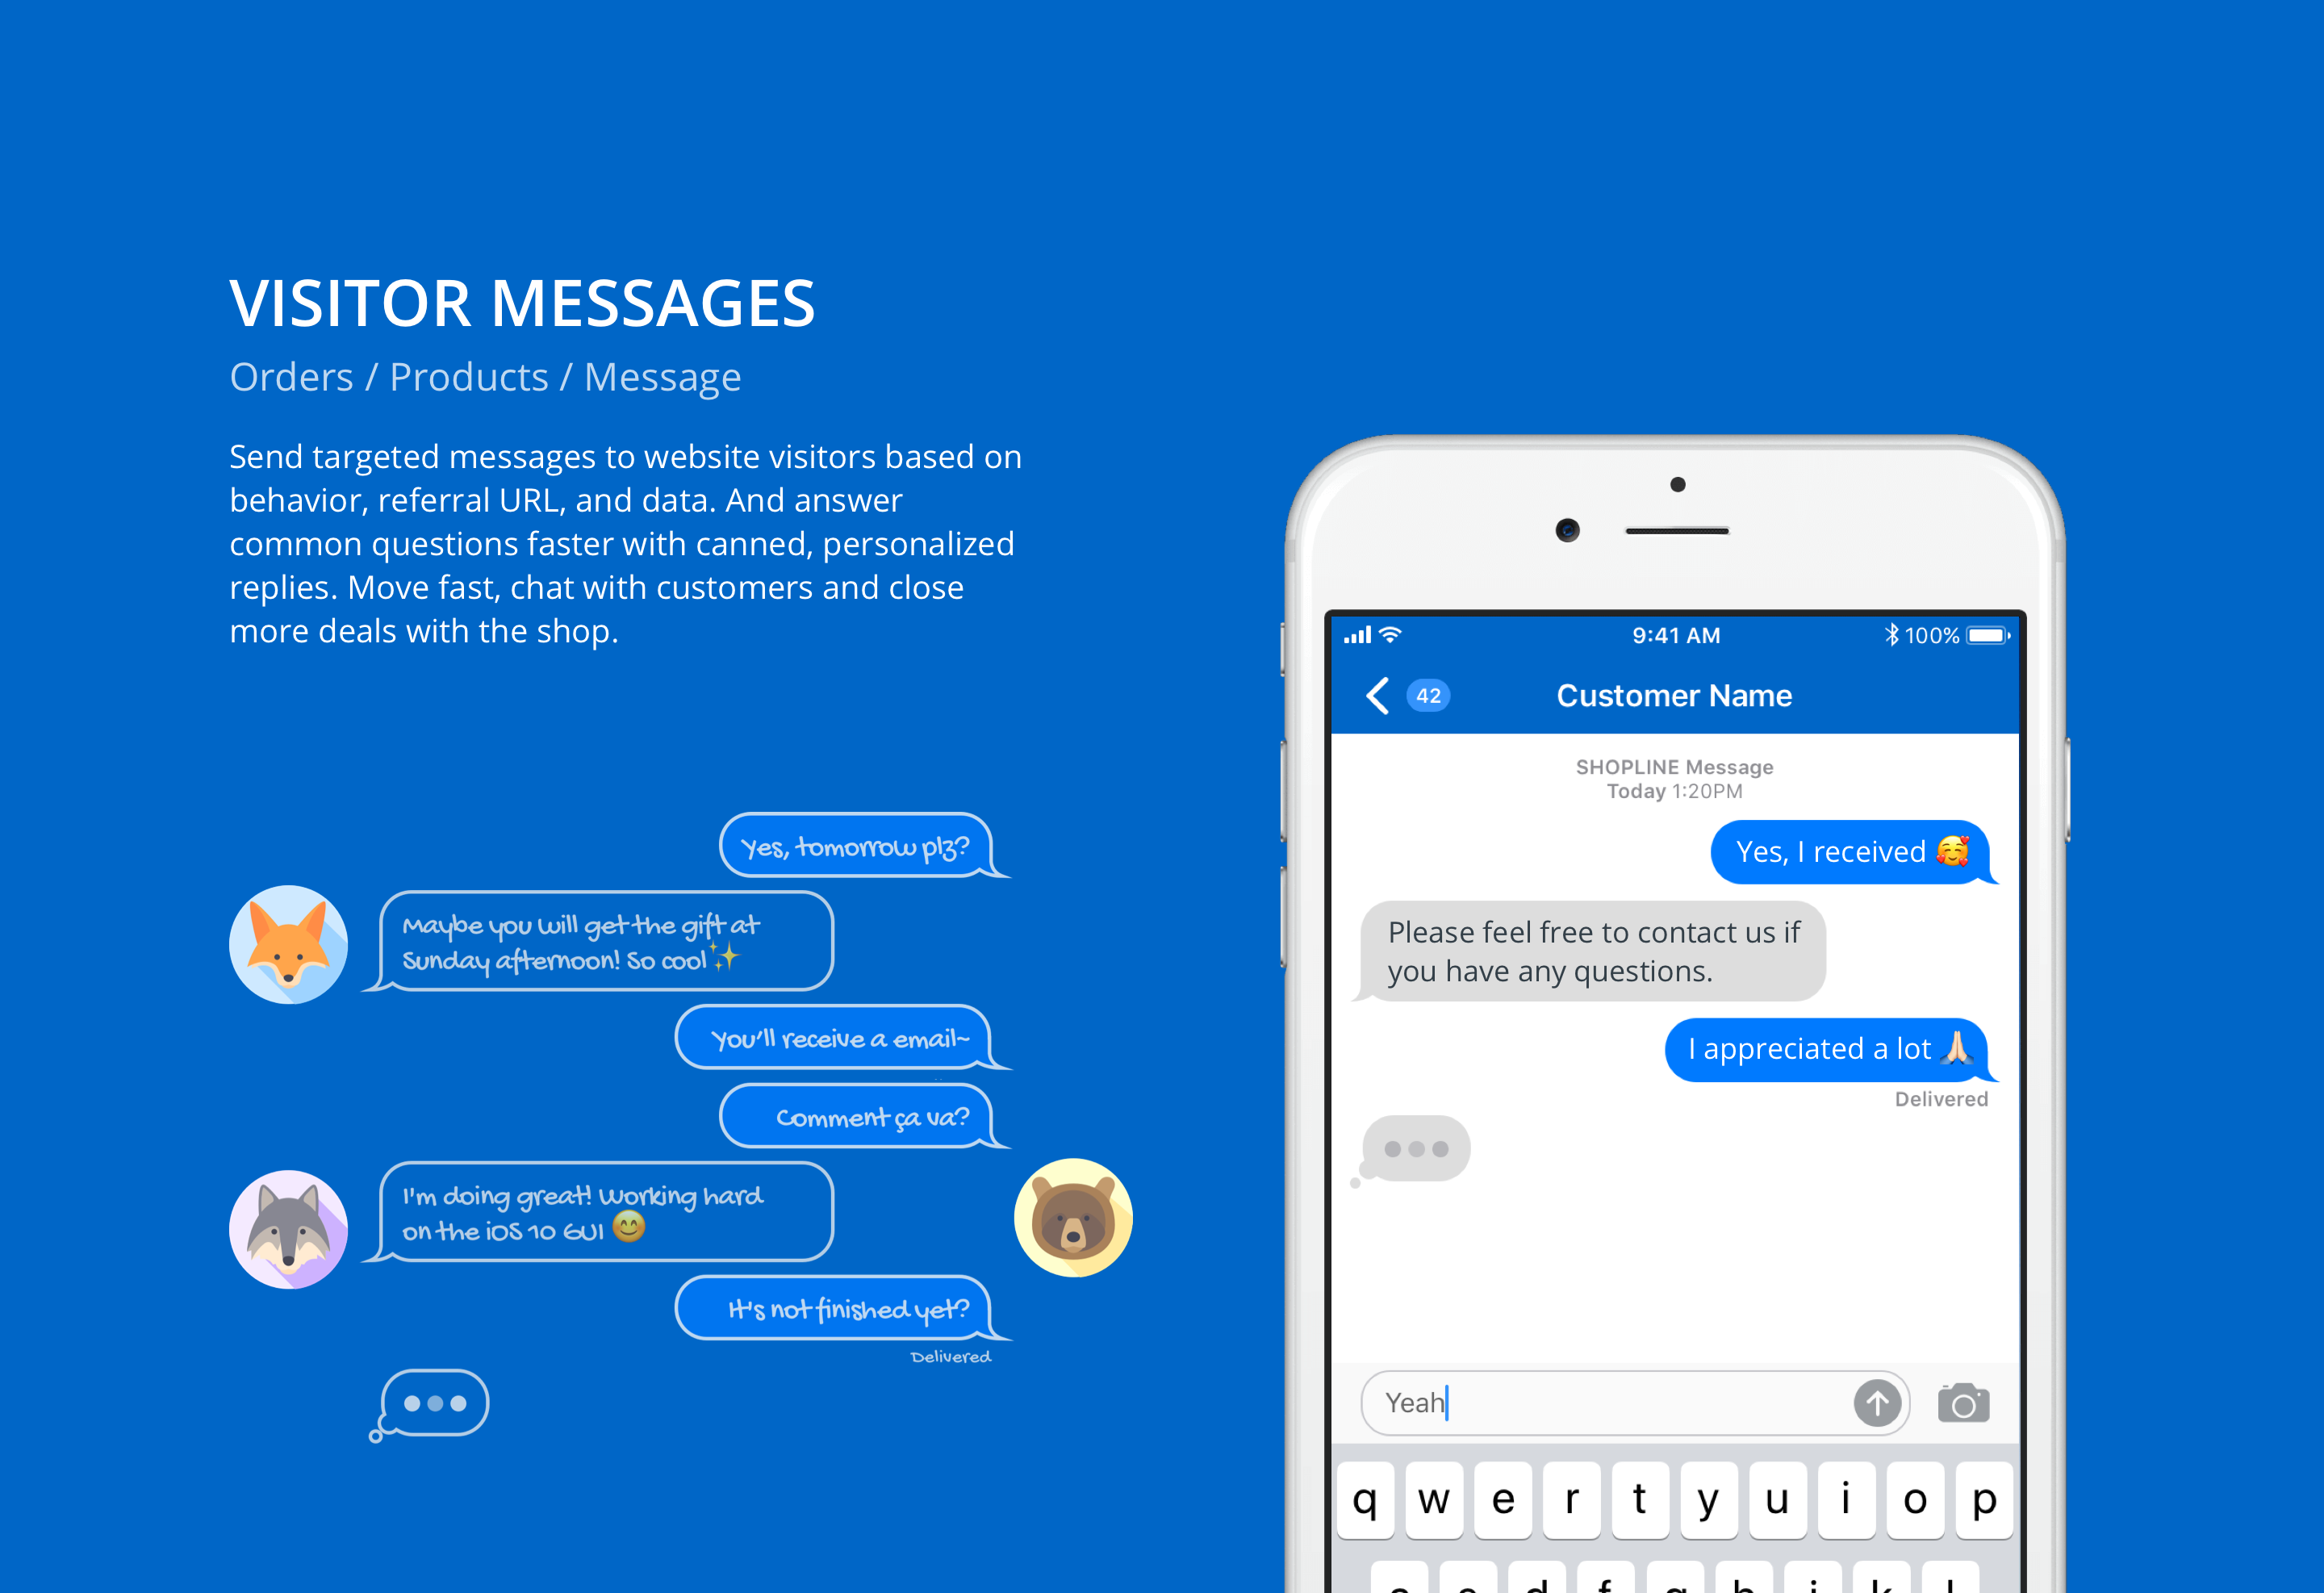 VISITOR MESSAGES
Orders / Products / Message
Send targeted messages to website visitors based on
behavior, referral URL, and data. And answer
common questions faster with canned, personalized
replies. Move fast, chat with customers and close
more deals with the shop.
Yes, tomorrow plz?
Maybe you will get the gift at
Sunday afternoon! So cool✨
You'll receive a email~
Comment ça va?
I'm doing great! Working hard
on the iOS 10 GUI 😊
It's not finished yet?
Delivered
9:41 AM
100%
42
Customer Name
SHOPLINE Message
Today 1:20PM
Yes, I received 🥰
Please feel free to contact us if
you have any questions.
I appreciated a lot 🙏🏻
Delivered
Yeah
q w e r t y u i o p
a s d f g h j k l